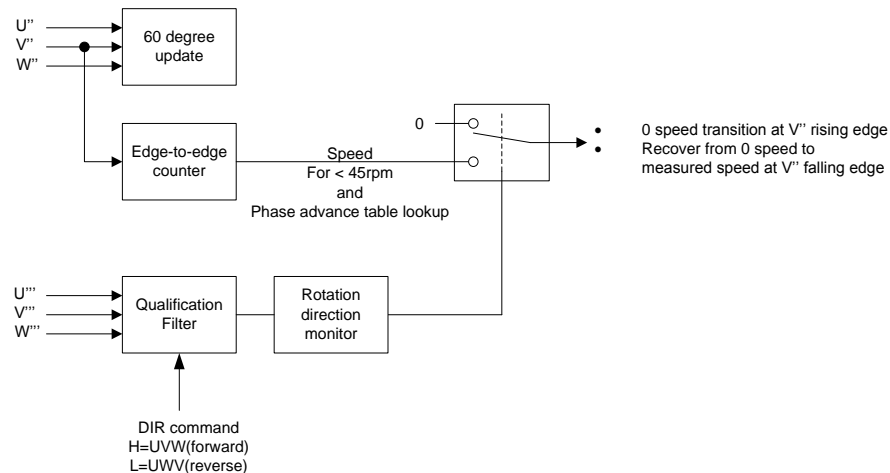 U''
V''
W''
60 degree
update
Edge-to-edge
counter
Speed
For < 45rpm
and
Phase advance table lookup
0
•
•
0 speed transition at V'' rising edge
Recover from 0 speed to
measured speed at V'' falling edge
U'''
V'''
W'''
Qualification
Filter
Rotation
direction
monitor
DIR command
H=UVW(forward)
L=UWV(reverse)